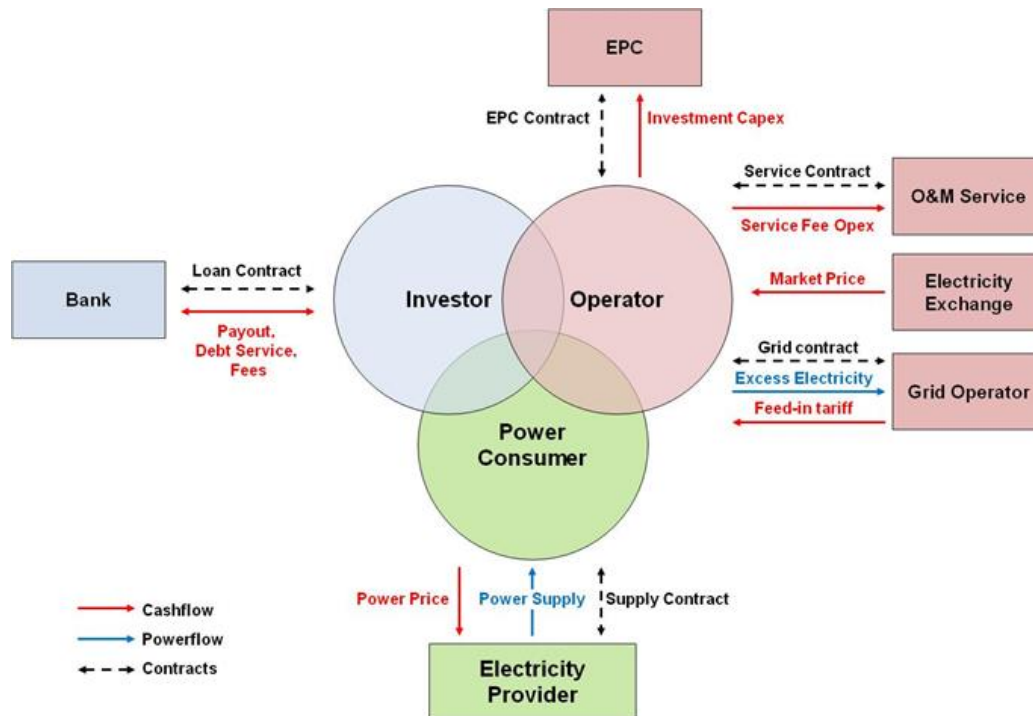 EPC
EPC Contract
Investment Capex
Service Contract
O&M Service
Service Fee Opex
Loan Contract
Bank
Payout,
Debt Service,
Fees
Investor
Operator
Market Price
Electricity
Exchange
Grid contract
Excess Electricity
Grid Operator
Feed-in tariff
Power
Consumer
Power Price
Power Supply
Supply Contract
Cashflow
Powerflow
Contracts
Electricity
Provider